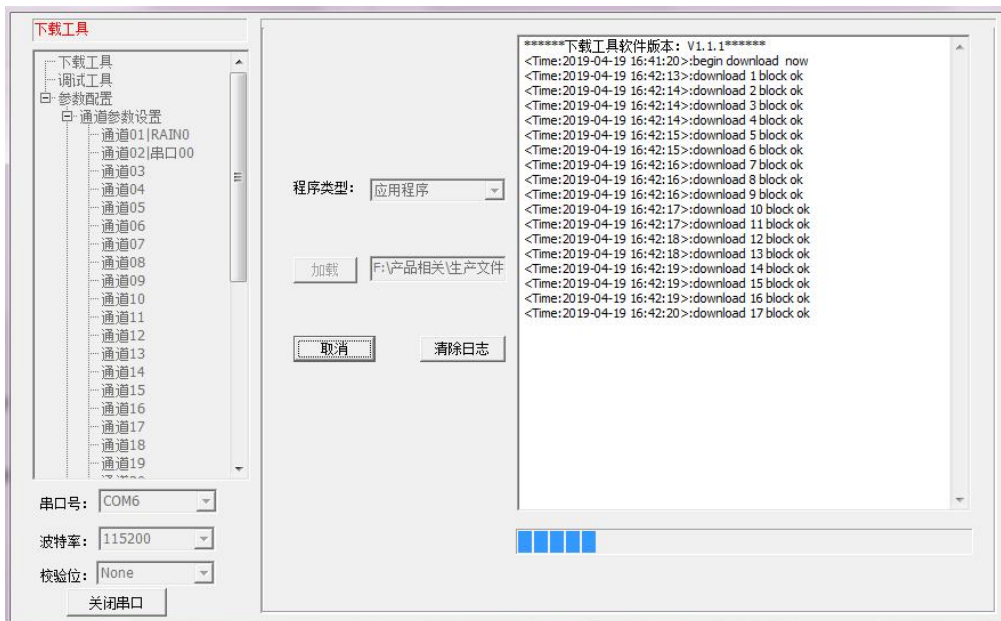 下载工具
下载工具
调试工具
参数配置
通道参数设置
通道01|RAIN0
通道02|串口00
通道03
通道04
通道05
通道06
通道07
通道08
通道09
通道10
通道11
通道12
通道13
通道14
通道15
通道16
通道17
通道18
通道19
串口号： COM6
波特率： 115200
校验位： None
关闭串口
程序类型： 应用程序
加载 F:\产品相关\生产文件
取消 清除日志
******下载工具软件版本：V1.1.1******
<Time:2019-04-19 16:41:20>:begin download now
<Time:2019-04-19 16:42:13>:download 1 block ok
<Time:2019-04-19 16:42:14>:download 2 block ok
<Time:2019-04-19 16:42:14>:download 3 block ok
<Time:2019-04-19 16:42:14>:download 4 block ok
<Time:2019-04-19 16:42:15>:download 5 block ok
<Time:2019-04-19 16:42:15>:download 6 block ok
<Time:2019-04-19 16:42:16>:download 7 block ok
<Time:2019-04-19 16:42:16>:download 8 block ok
<Time:2019-04-19 16:42:16>:download 9 block ok
<Time:2019-04-19 16:42:17>:download 10 block ok
<Time:2019-04-19 16:42:17>:download 11 block ok
<Time:2019-04-19 16:42:18>:download 12 block ok
<Time:2019-04-19 16:42:18>:download 13 block ok
<Time:2019-04-19 16:42:19>:download 14 block ok
<Time:2019-04-19 16:42:19>:download 15 block ok
<Time:2019-04-19 16:42:19>:download 16 block ok
<Time:2019-04-19 16:42:20>:download 17 block ok